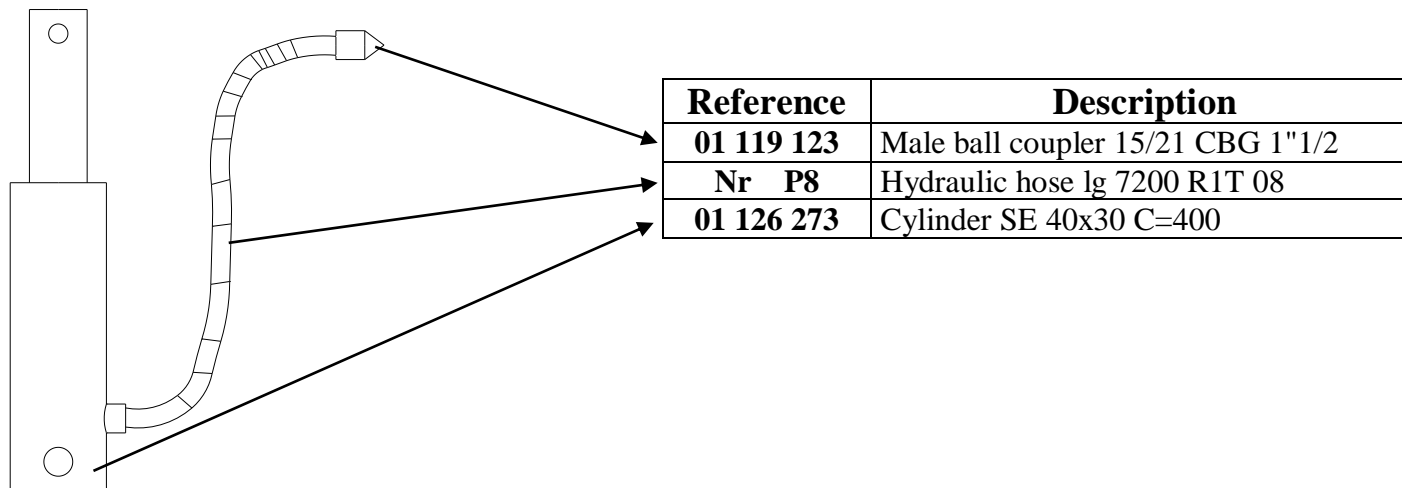 Reference Description
01 119 123 Male ball coupler 15/21 CBG 1"1/2
Nr P8 Hydraulic hose lg 7200 R1T 08
01 126 273 Cylinder SE 40x30 C=400